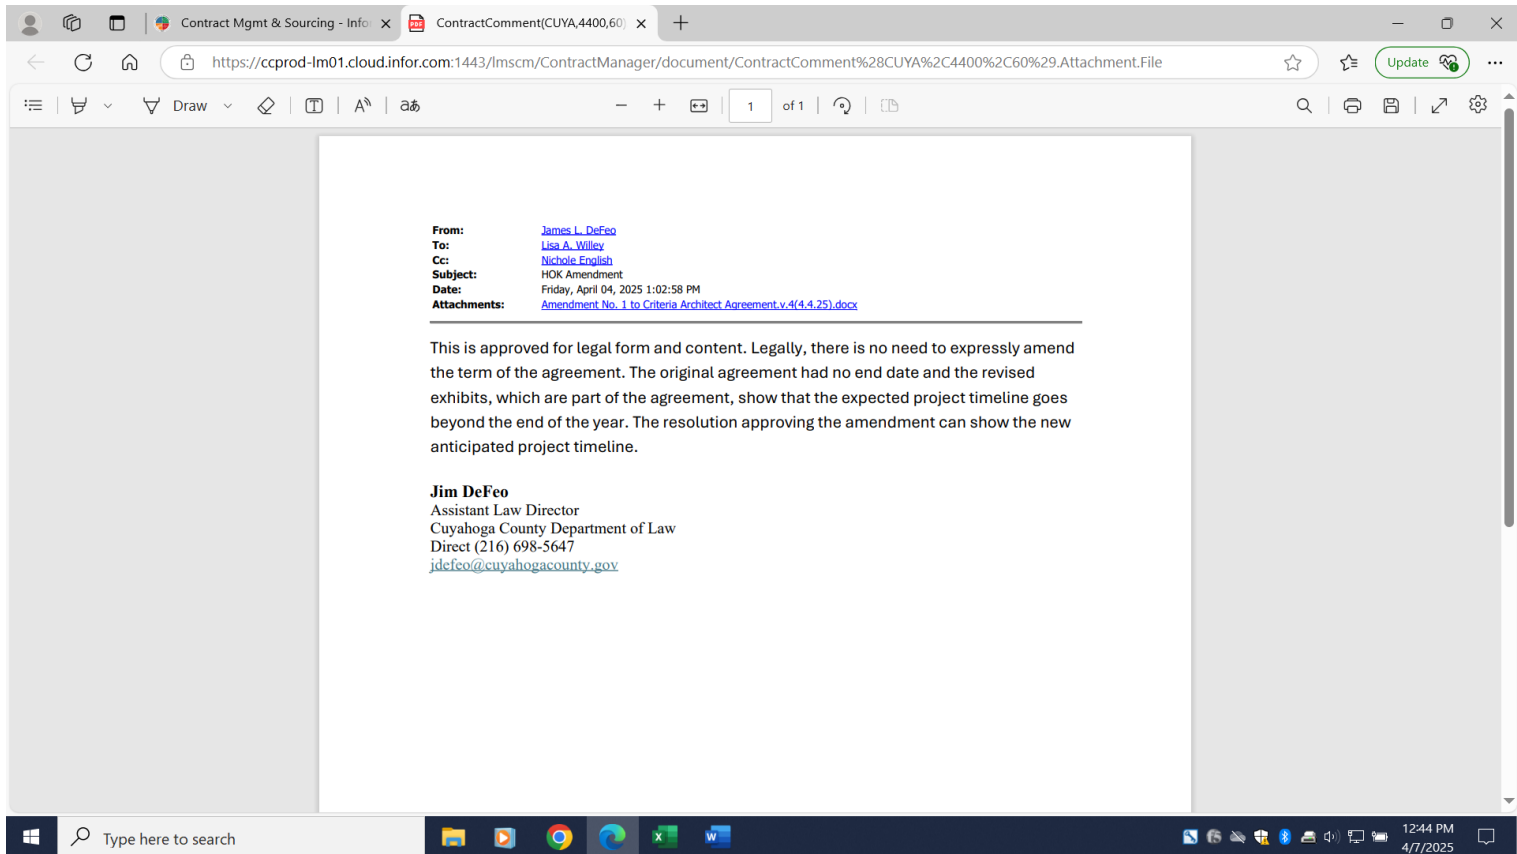 Contract Mgmt & Sourcing - Info
ContractComment(CUYA,4400,60)
https://ccprod-lm01.cloud.infor.com:1443/lmscm/ContractManager/document/ContractComment%28CUYA%2C4400%2C60%29.Attachment.File
Update
Draw
1 of 1
From: James L. DeFeo
To: Lisa A. Willey
Cc: Nichole English
Subject: HOK Amendment
Date: Friday, April 04, 2025 1:02:58 PM
Attachments: Amendment No. 1 to Criteria Architect Agreement.v.4(4.4.25).docx
This is approved for legal form and content. Legally, there is no need to expressly amend
the term of the agreement. The original agreement had no end date and the revised
exhibits, which are part of the agreement, show that the expected project timeline goes
beyond the end of the year. The resolution approving the amendment can show the new
anticipated project timeline.
Jim DeFeo
Assistant Law Director
Cuyahoga County Department of Law
Direct (216) 698-5647
jdefeo@cuyahogacounty.gov
Type here to search
12:44 PM
4/7/2025